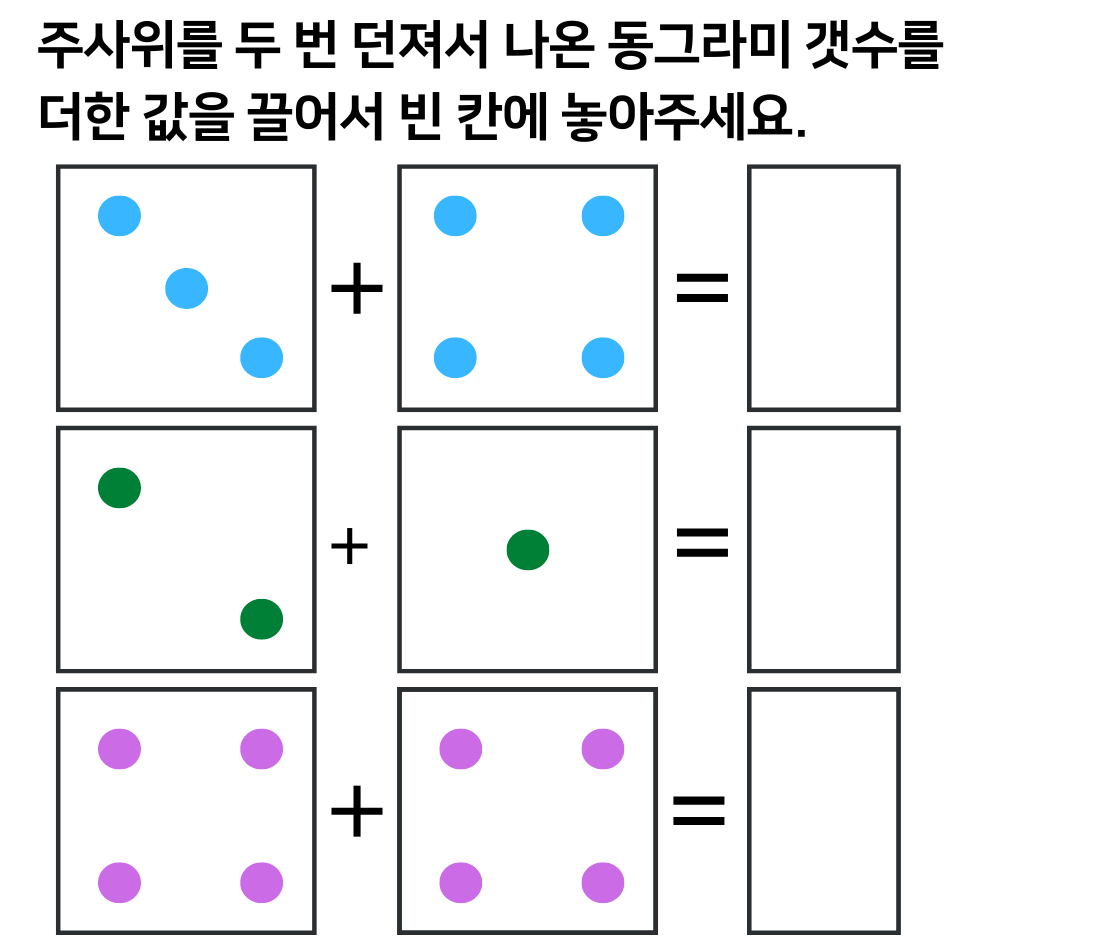 주사위를 두 번 던져서 나온 동그라미 갯수를
더한 값을 끌어서 빈 칸에 놓아주세요.
+ =
+ =
+ =